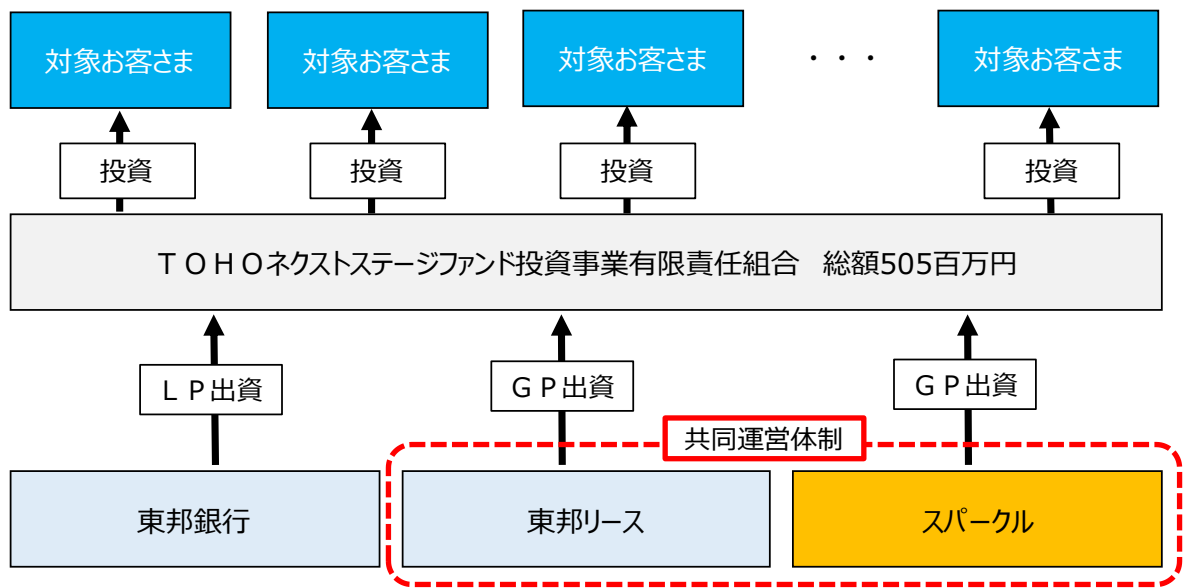 対象お客さま
対象お客さま
対象お客さま
・・・
対象お客さま
投資
投資
投資
投資
ＴＯＨＯネクストステージファンド投資事業有限責任組合　総額505百万円
ＬＰ出資
ＧＰ出資
ＧＰ出資
共同運営体制
東邦銀行
東邦リース
スパークル